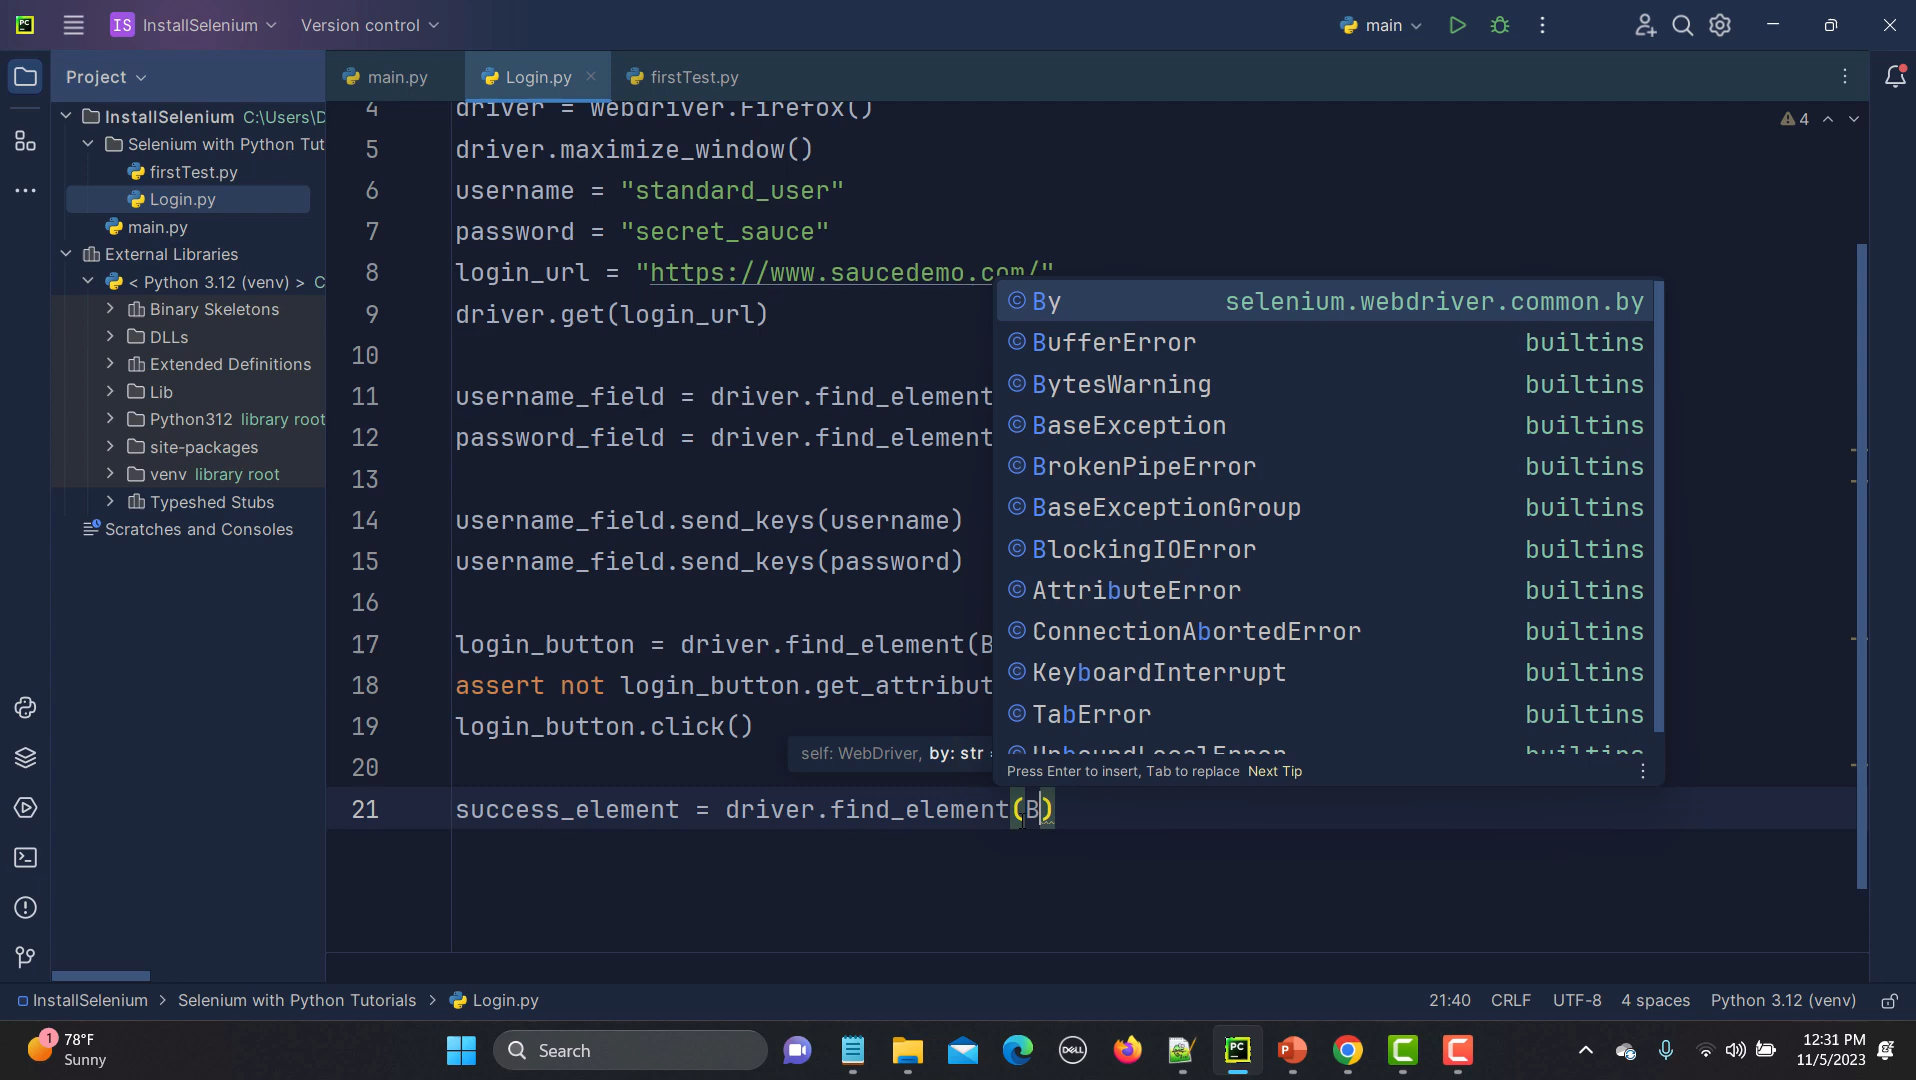 IS InstallSelenium Version control main
Project main.py Login.py firstTest.py
InstallSelenium C:\Users\D
Selenium with Python Tut
firstTest.py
Login.py
main.py
External Libraries
< Python 3.12 (venv) > C
Binary Skeletons
DLLs
Extended Definitions
Lib
Python312 library root
site-packages
venv library root
Typeshed Stubs
Scratches and Consoles
4
4 driver = webdriver.Firefox()
5 driver.maximize_window()
6 username = "standard_user"
7 password = "secret_sauce"
8 login_url = "https://www.saucedemo.com/"
9 driver.get(login_url)
10
11 username_field = driver.find_element
12 password_field = driver.find_element
13
14 username_field.send_keys(username)
15 username_field.send_keys(password)
16
17 login_button = driver.find_element(B
18 assert not login_button.get_attribut
19 login_button.click()
20
21 success_element = driver.find_element(B)
self: WebDriver, by: str =
By selenium.webdriver.common.by
BufferError builtins
BytesWarning builtins
BaseException builtins
BrokenPipeError builtins
BaseExceptionGroup builtins
BlockingIOError builtins
AttributeError builtins
ConnectionAbortedError builtins
KeyboardInterrupt builtins
TabError builtins
UnboundLocalError builtins
Press Enter to insert, Tab to replace Next Tip
InstallSelenium > Selenium with Python Tutorials > Login.py
21:40 CRLF UTF-8 4 spaces Python 3.12 (venv)
1
78°F
Sunny
Search
DELL
12:31 PM
11/5/2023